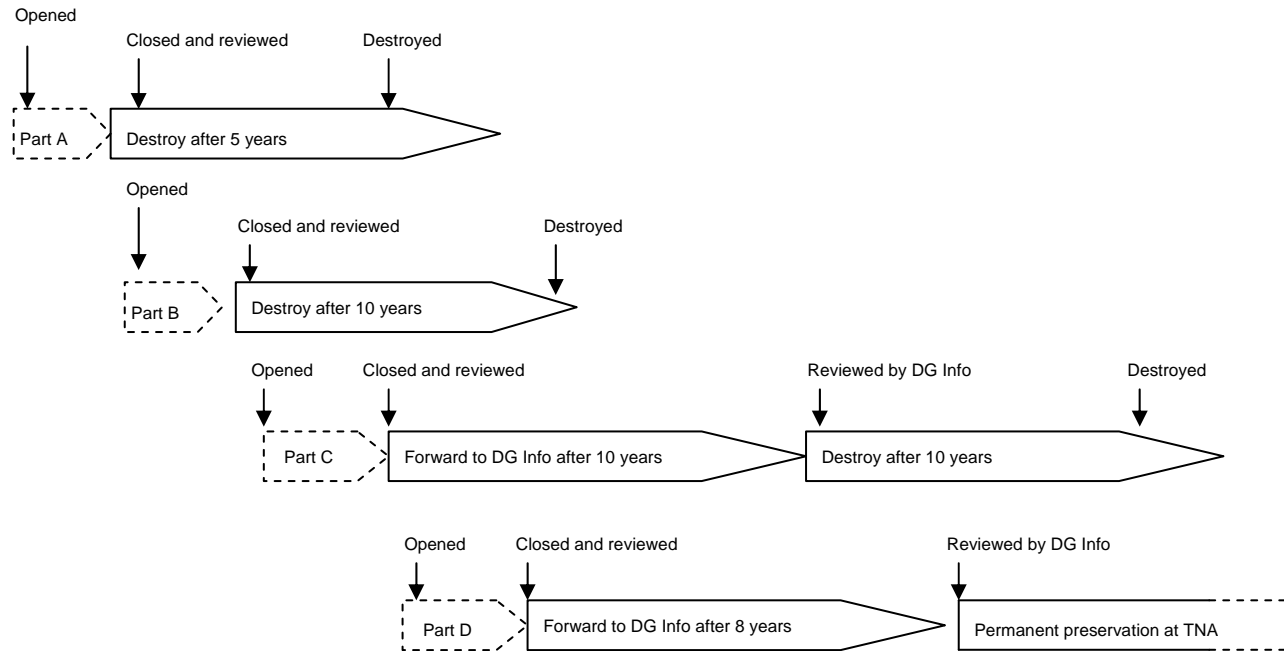 Opened
Closed and reviewed
Destroyed
Part A
Destroy after 5 years
Opened
Closed and reviewed
Destroyed
Part B
Destroy after 10 years
Opened
Closed and reviewed
Reviewed by DG Info
Destroyed
Part C
Forward to DG Info after 10 years
Destroy after 10 years
Opened
Closed and reviewed
Reviewed by DG Info
Part D
Forward to DG Info after 8 years
Permanent preservation at TNA